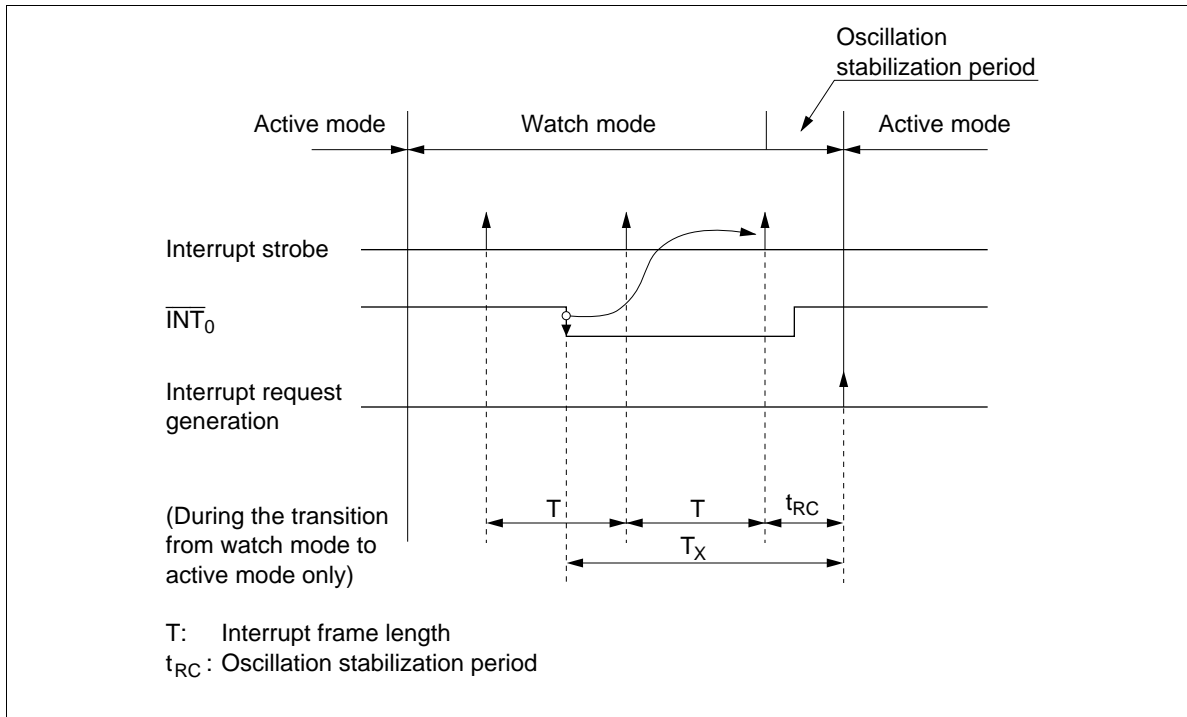 Oscillation
stabilization period
Active mode
Watch mode
Active mode
Interrupt strobe
INT0
Interrupt request
generation
T
T
tRC
TX
(During the transition
from watch mode to
active mode only)
T: Interrupt frame length
tRC : Oscillation stabilization period